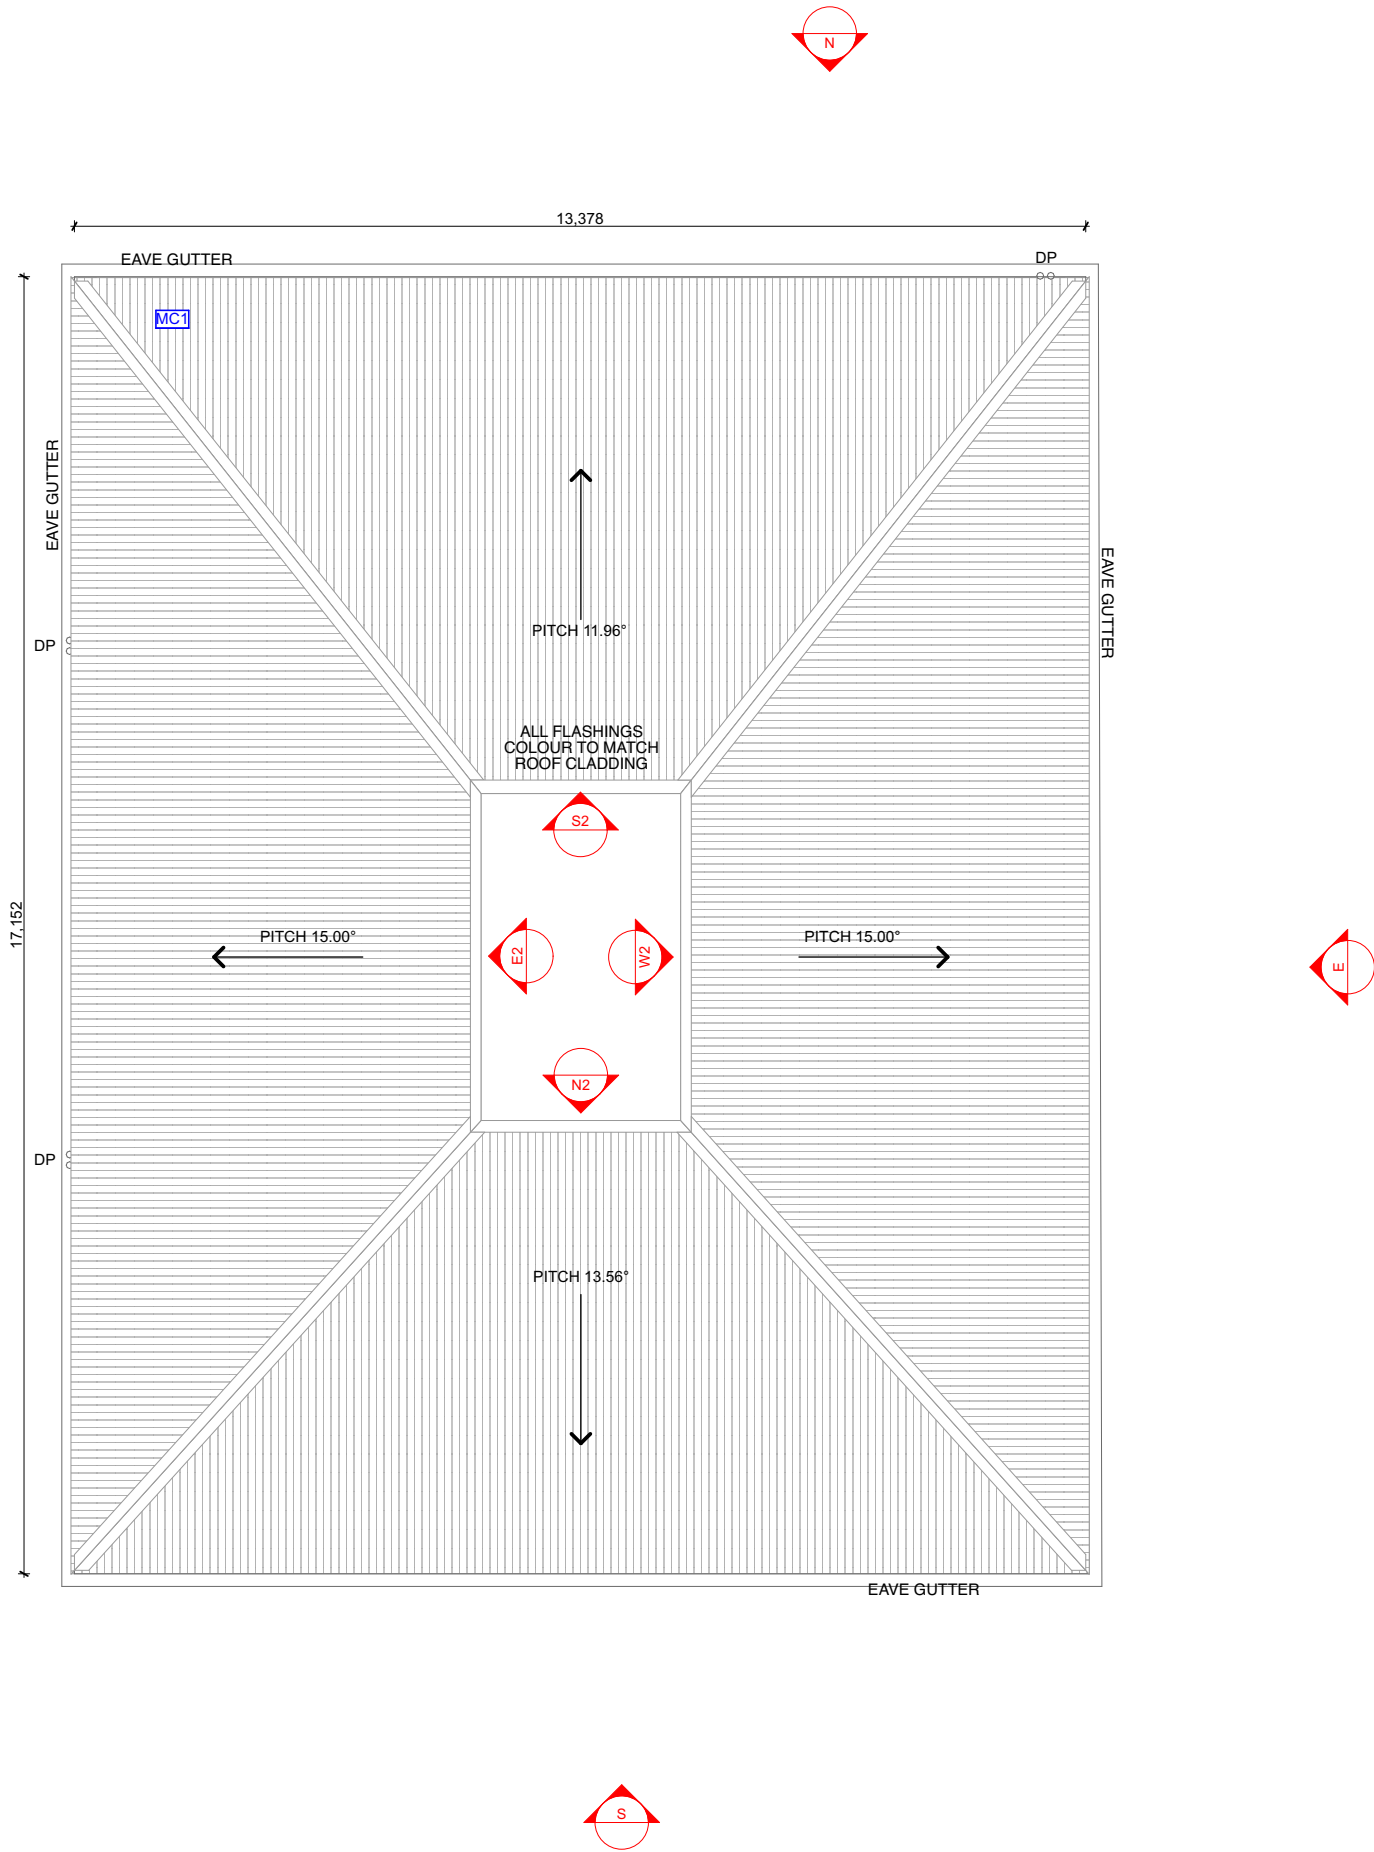 N
13,378
EAVE GUTTER
DP
MC1
EAVE GUTTER
EAVE GUTTER
PITCH 11.96°
DP
ALL FLASHINGS
COLOUR TO MATCH
ROOF CLADDING
S2
17,152
PITCH 15.00°
E2
W2
PITCH 15.00°
E
N2
DP
PITCH 13.56°
EAVE GUTTER
S